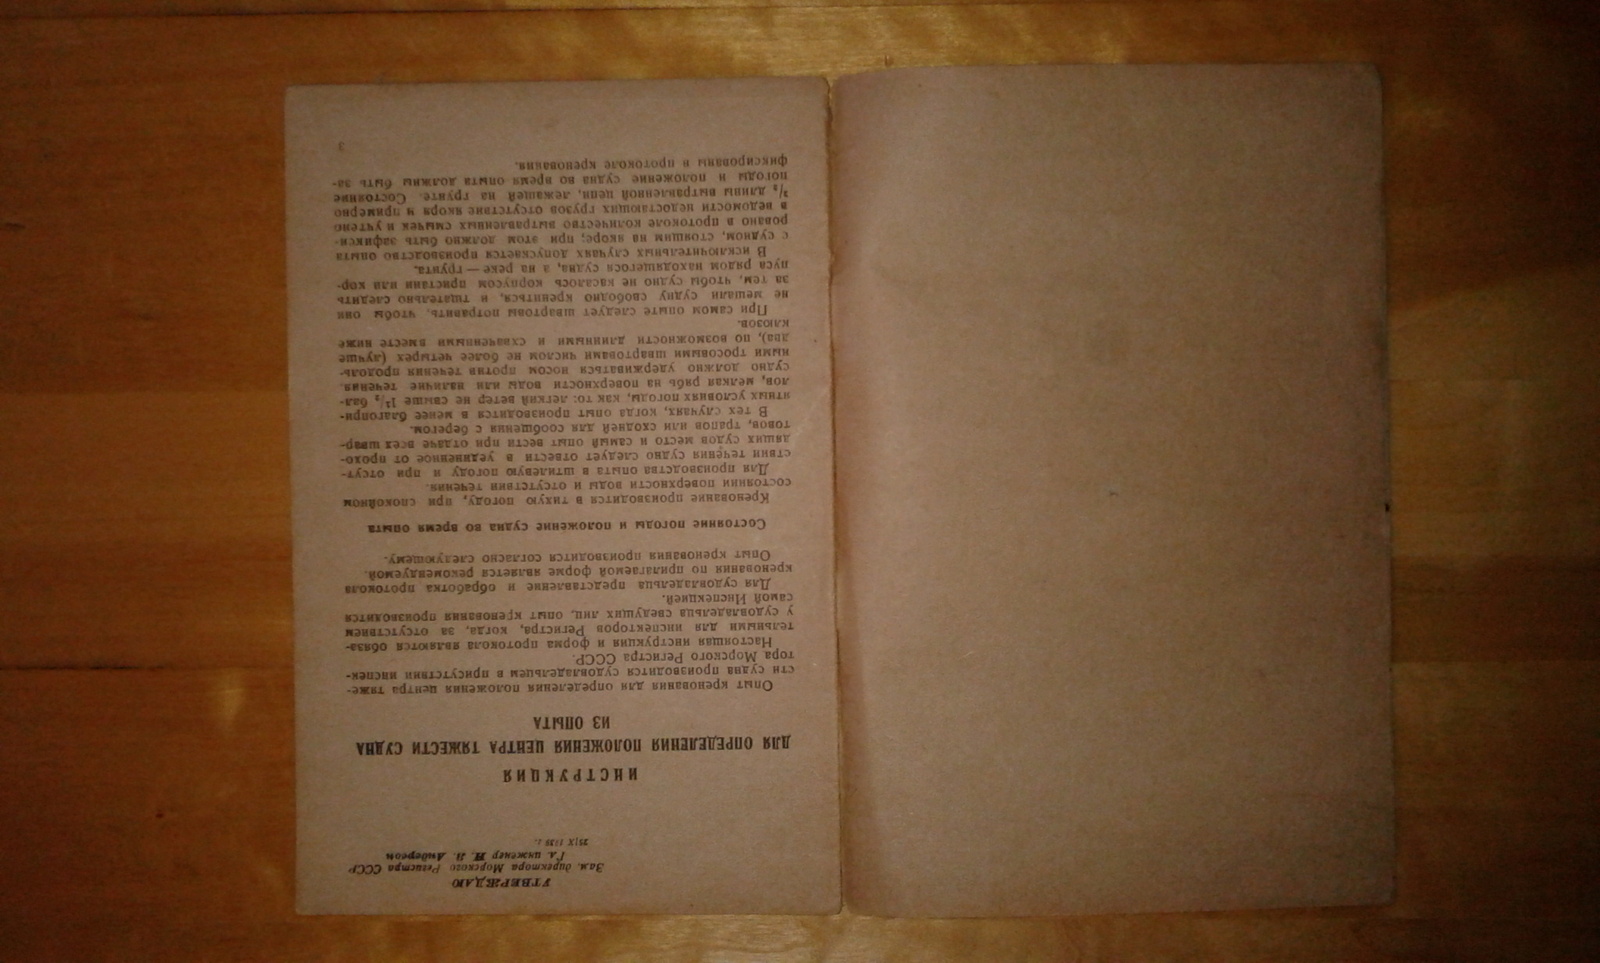 УТВЕРЖДАЮ
Зам. директора Морского Регистра СССР
Гл. инженер И. В. Андерсон
ИНСТРУКЦИЯ
ДЛЯ ОПРЕДЕЛЕНИЯ ПОЛОЖЕНИЯ ЦЕНТРА ТЯЖЕСТИ СУДНА
ИЗ ОПЫТА
Опыт кренования для определения положения центра тяже-
сти судна производится судовладельцем в присутствии инспек-
тора Морского Регистра СССР.
Настоящая инструкция и форма протокола являются обяза-
тельными для инспекторов Регистра, когда, за отсутствием
у судовладельца сведущих лиц, опыт кренования производится
самой Инспекцией.
Для судовладельца представление и обработка протокола
кренования по прилагаемой форме является рекомендуемой.
Опыт кренования производится согласно следующему.
Состояние погоды и положение судна во время опыта
Кренование производится в тихую погоду, при спокойном
состоянии поверхности воды и отсутствии течения.
Для производства опыта в штилевую погоду и при отсут-
ствии течения судно следует отвести в уединенное от прохо-
дящих судов место и самый опыт вести при отдаче всех швар-
товов, трапов или сходней для сообщения с берегом.
В тех случаях, когда опыт производится в менее благопри-
ятных условиях погоды, как то: легкий ветер не свыше 1½ бал-
лов, мелкая рябь на поверхности воды или наличие течения,
судно должно удерживаться носом против течения продоль-
ными тросовыми швартовами числом не более четырех (лучше
два), по возможности длинными и схваченными вместе ниже
клюзов.
При самом опыте следует швартовы потравить, чтобы они
не мешали судну свободно крениться, и тщательно следить
за тем, чтобы судно не касалось корпусом пристани или кор-
пуса рядом находящегося судна, а на реке — грунта.
В исключительных случаях допускается производство опыта
с судном, стоящим на якоре; при этом должно быть зафикси-
ровано в протоколе количество вытравленных смычек и учтено
в ведомости недостающих грузов отсутствие якоря и примерно
длины вытравленной цепи, лежащей на грунте. Состояние
погоды и положение судна во время опыта должны быть за-
фиксированы в протоколе кренования.
3